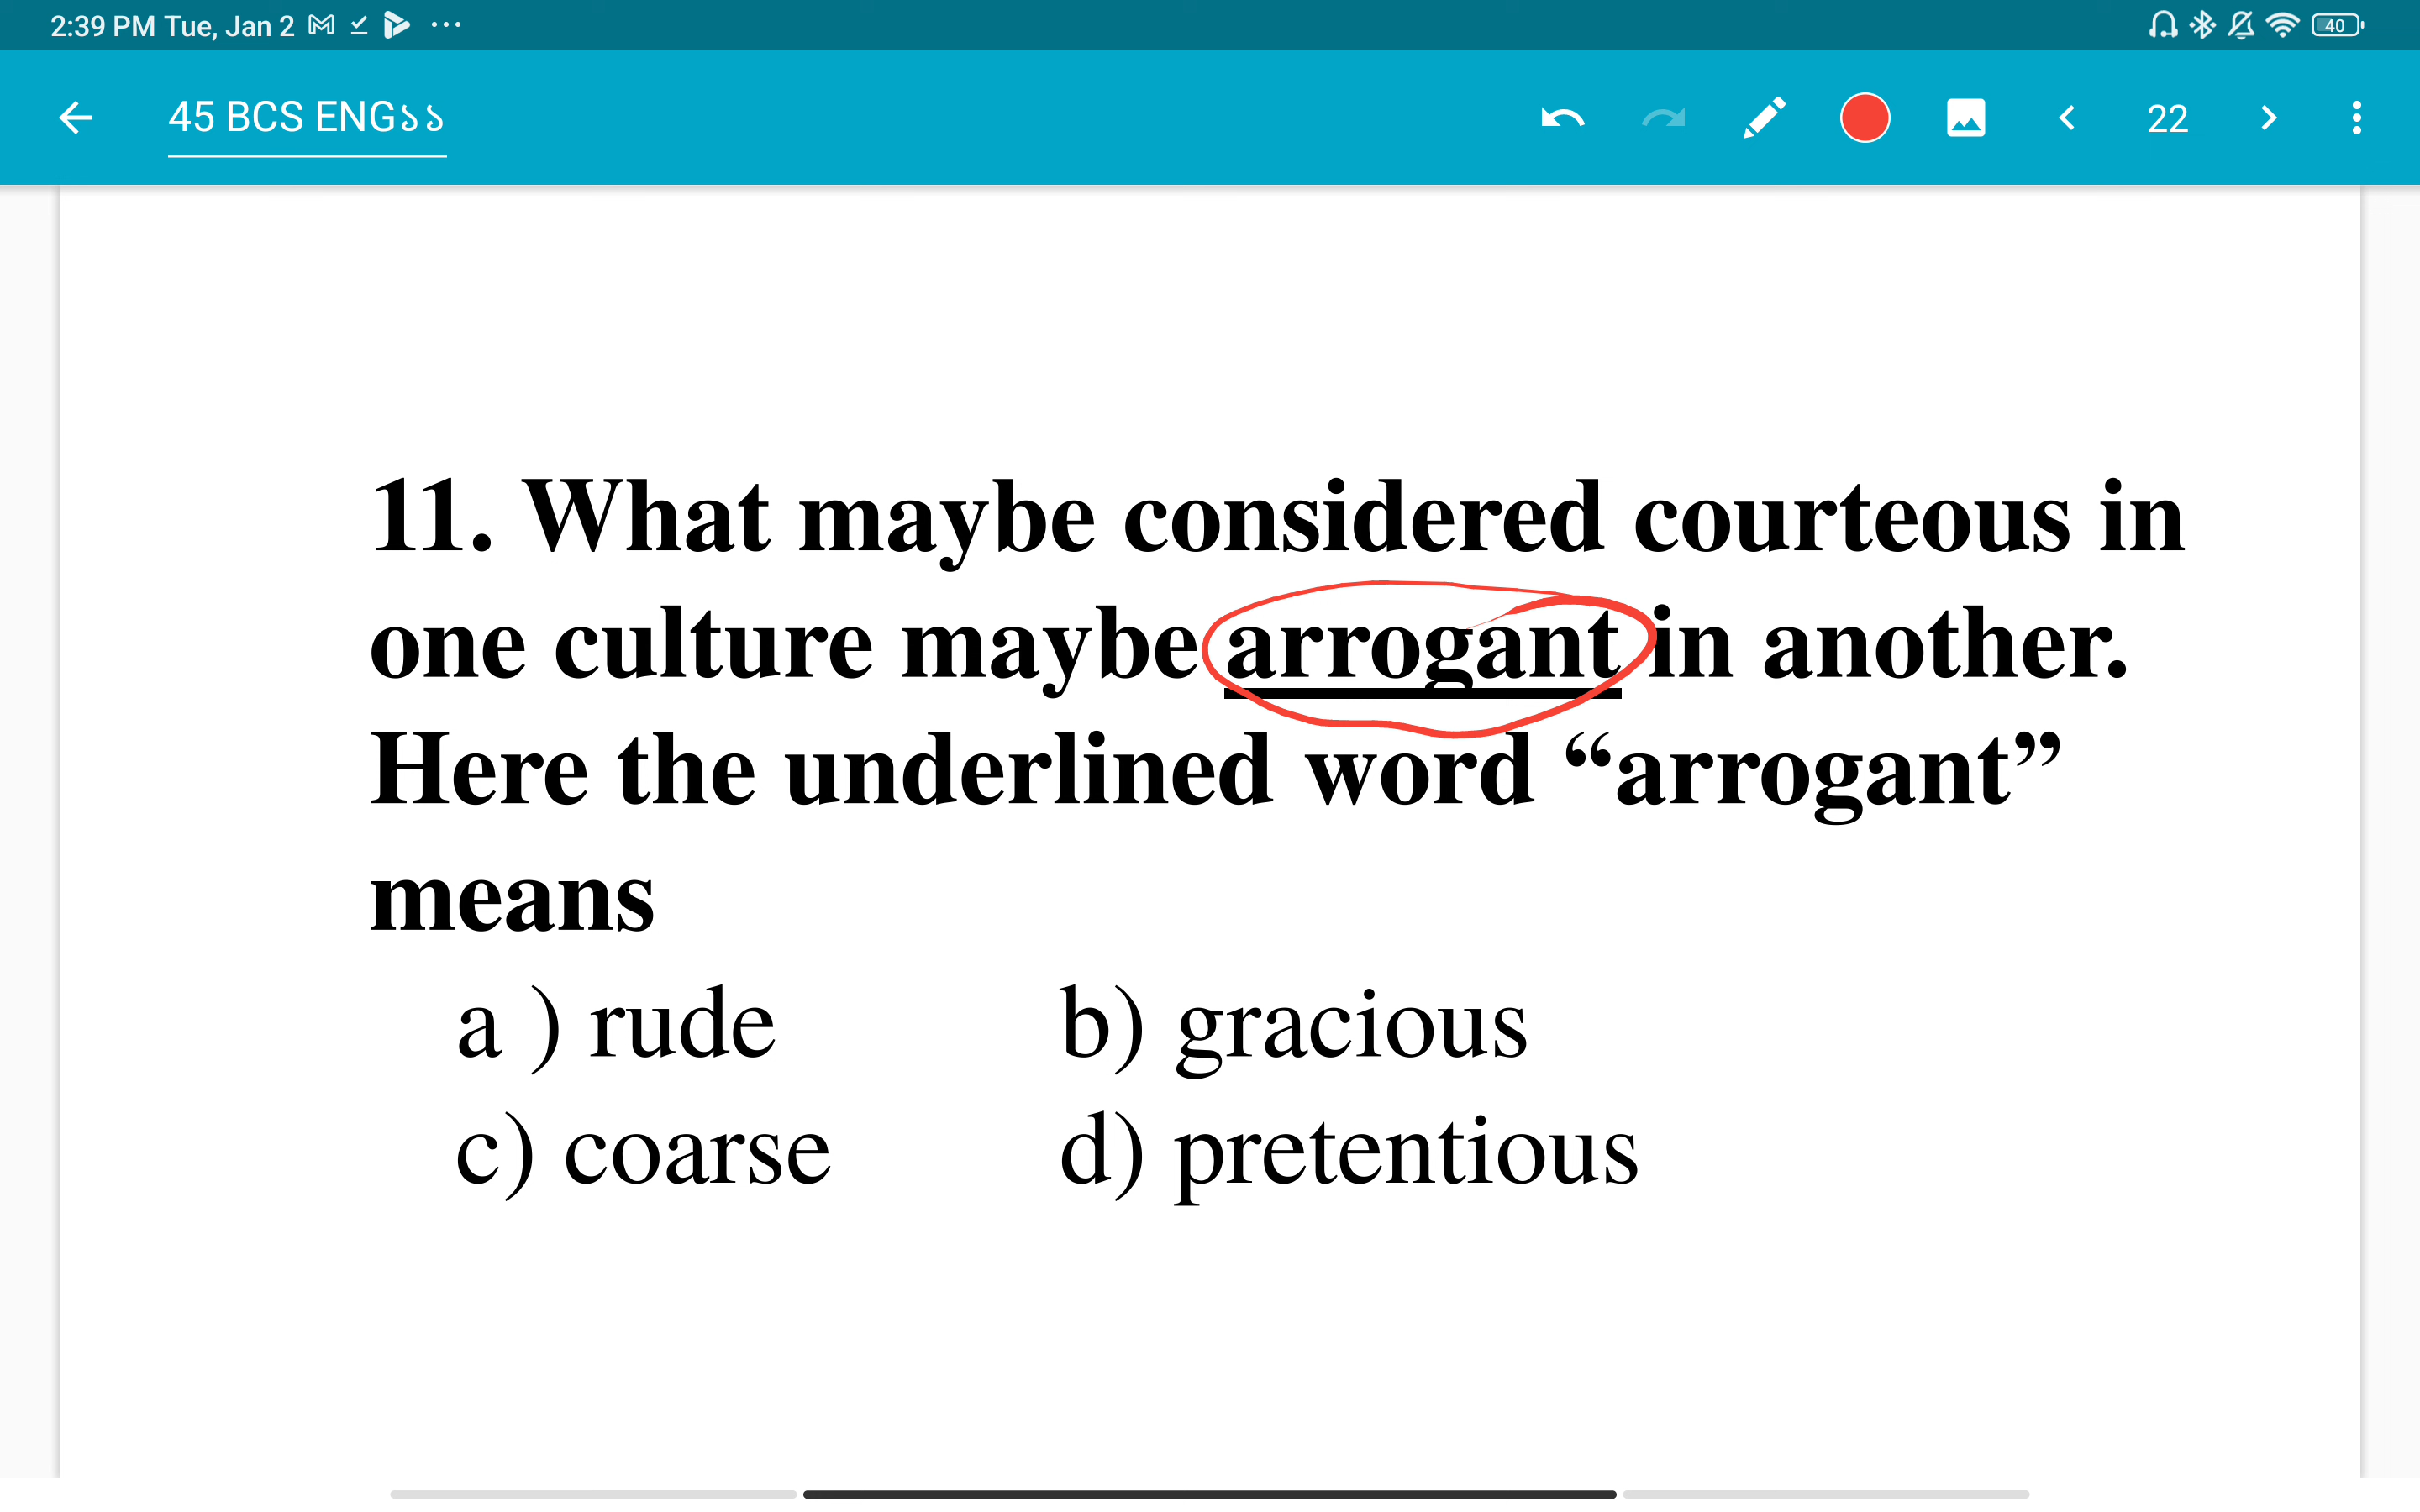 2:39 PM Tue, Jan 2
40
45 BCS ENG১১
22
11. What maybe considered courteous in
one culture maybe arrogant in another.
Here the underlined word “arrogant”
means
a ) rude b) gracious
c) coarse d) pretentious